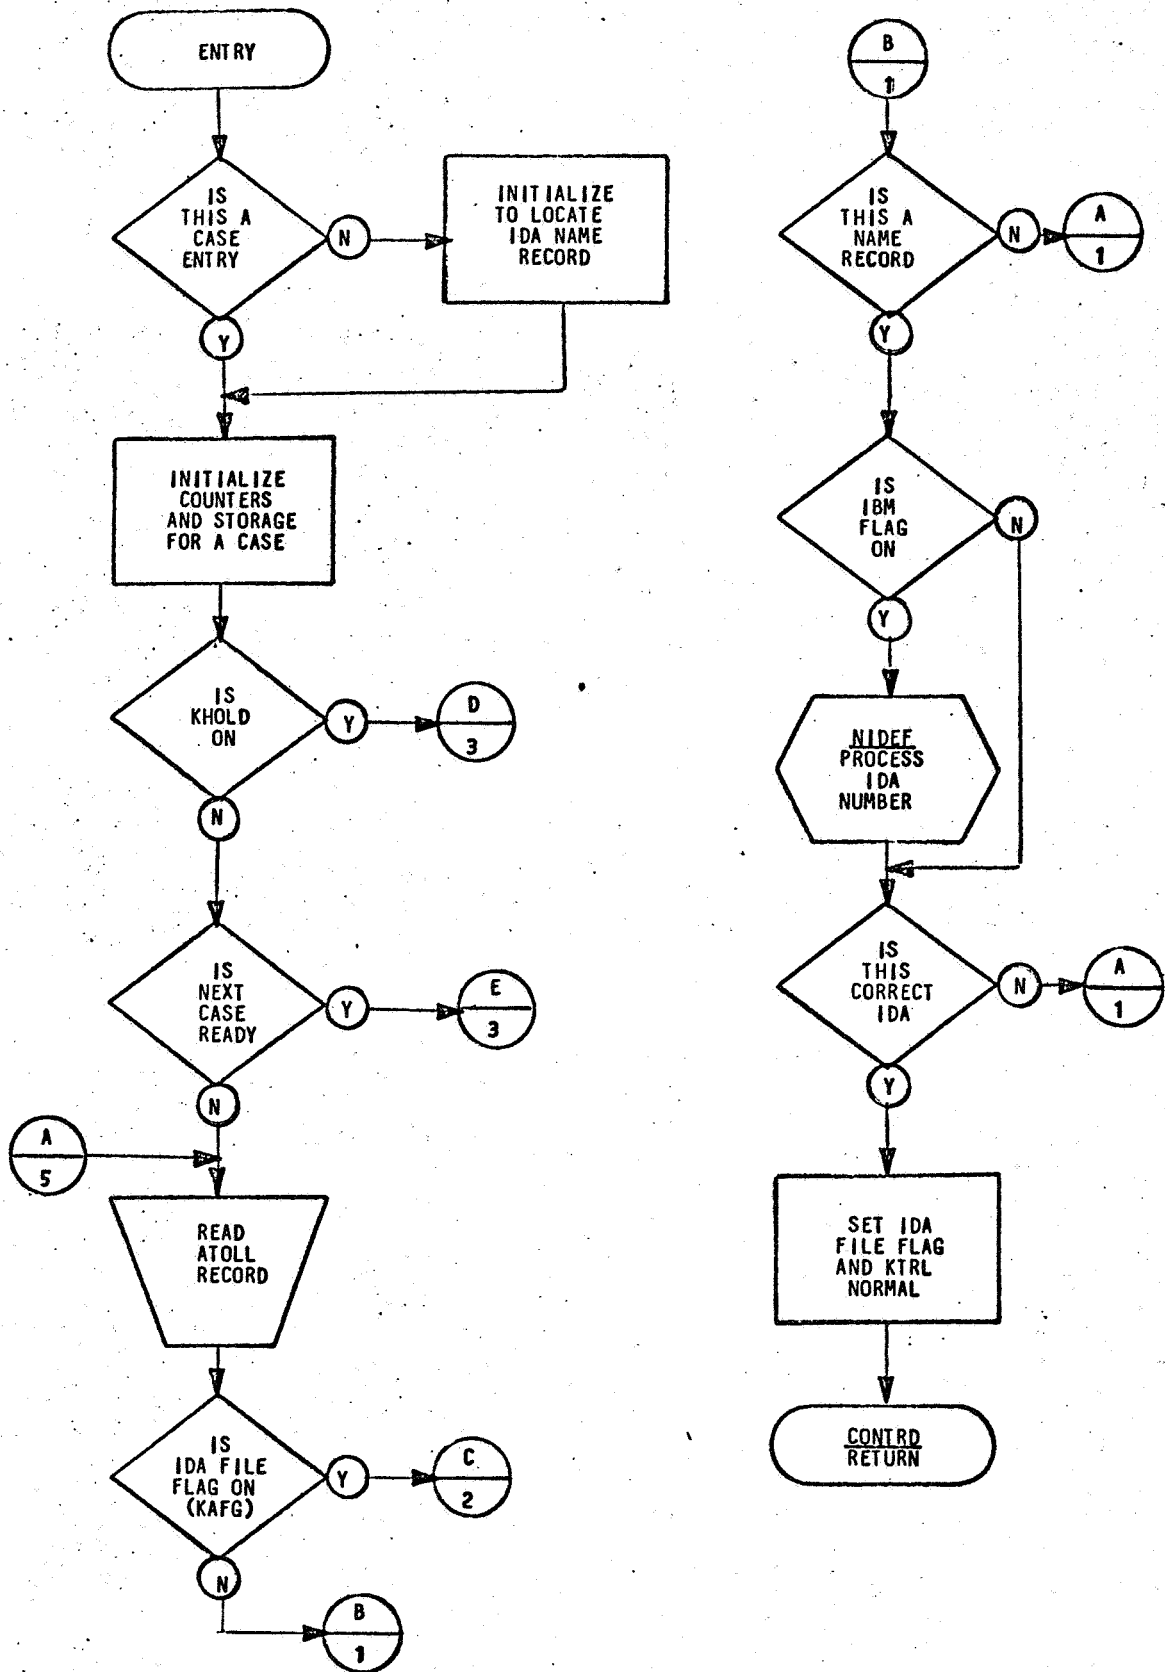 ENTRY
IS
THIS A
CASE
ENTRY
N
INITIALIZE
TO LOCATE
IDA NAME
RECORD
Y
INITIALIZE
COUNTERS
AND STORAGE
FOR A CASE
IS
KHOLD
ON
Y
D
3
N
IS
NEXT
CASE
READY
Y
E
3
N
A
5
READ
ATOLL
RECORD
IS
IDA FILE
FLAG ON
(KAFG)
Y
C
2
N
B
1
B
1
IS
THIS A
NAME
RECORD
N
A
1
Y
IS
IBM
FLAG
ON
N
Y
NIDEF
PROCESS
IDA
NUMBER
IS
THIS
CORRECT
IDA
N
A
1
Y
SET IDA
FILE FLAG
AND KTRL
NORMAL
CONTRD
RETURN